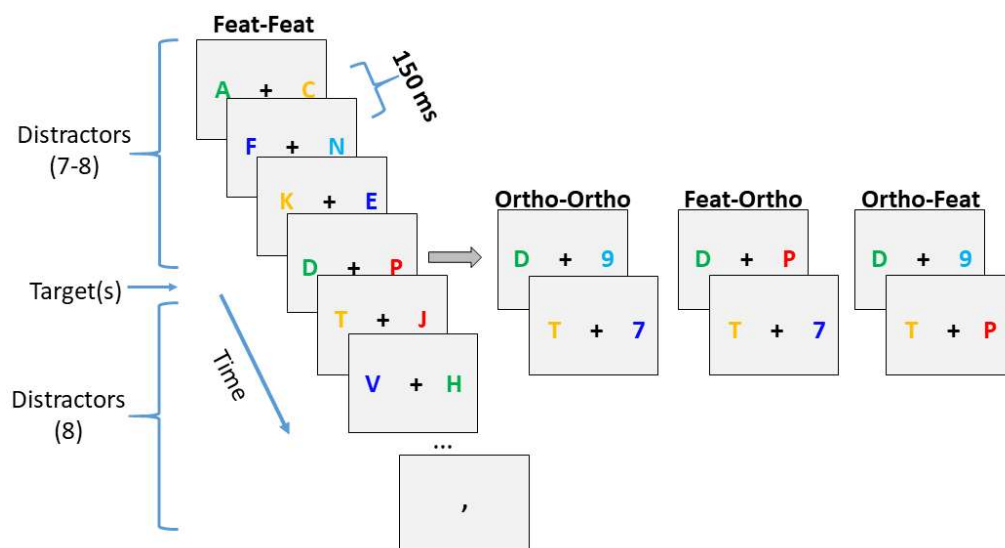 Feat-Feat
A + C
150 ms
Distractors
(7-8)
F + N
K + E
Ortho-Ortho
Feat-Ortho
Ortho-Feat
D + P
D + 9
D + P
D + 9
Target(s)
T + J
T + 7
T + 7
T + P
Time
V + H
Distractors
(8)
...
,